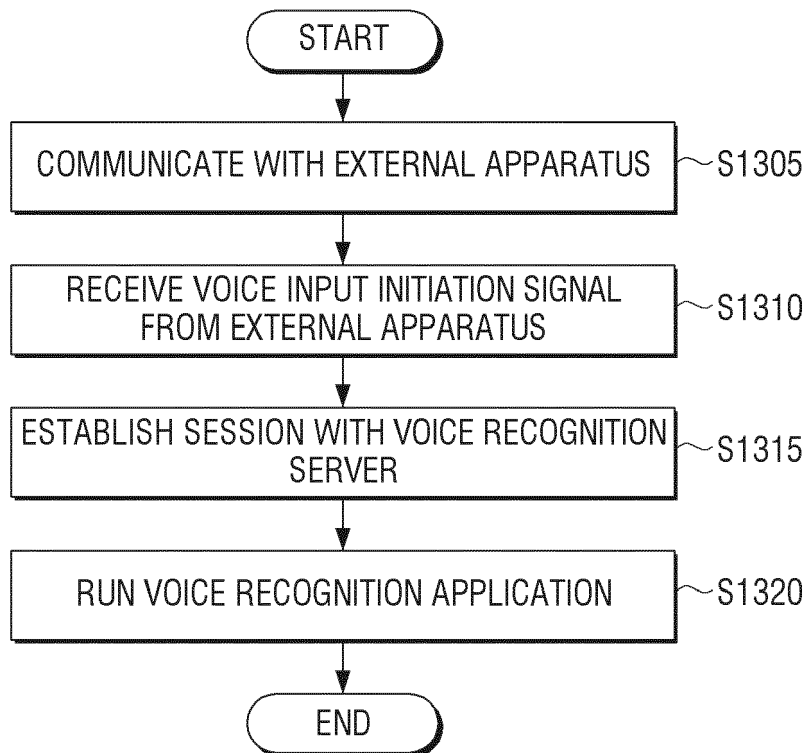 START
COMMUNICATE WITH EXTERNAL APPARATUS
S1305
RECEIVE VOICE INPUT INITIATION SIGNAL
FROM EXTERNAL APPARATUS
S1310
ESTABLISH SESSION WITH VOICE RECOGNITION
SERVER
S1315
RUN VOICE RECOGNITION APPLICATION
S1320
END